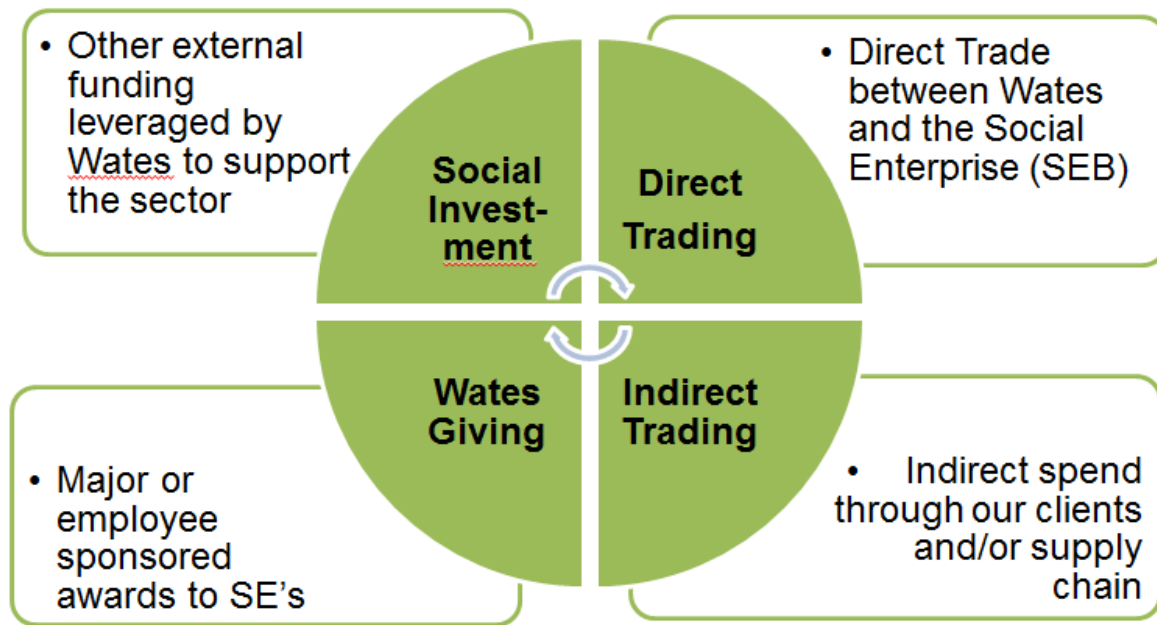 • Other external
funding
leveraged by
Wates to support
the sector
Social
Invest-
ment
Direct
Trading
• Direct Trade
between Wates
and the Social
Enterprise (SEB)
Wates
Giving
Indirect
Trading
• Major or
employee
sponsored
awards to SE’s
• Indirect spend
through our clients
and/or supply
chain